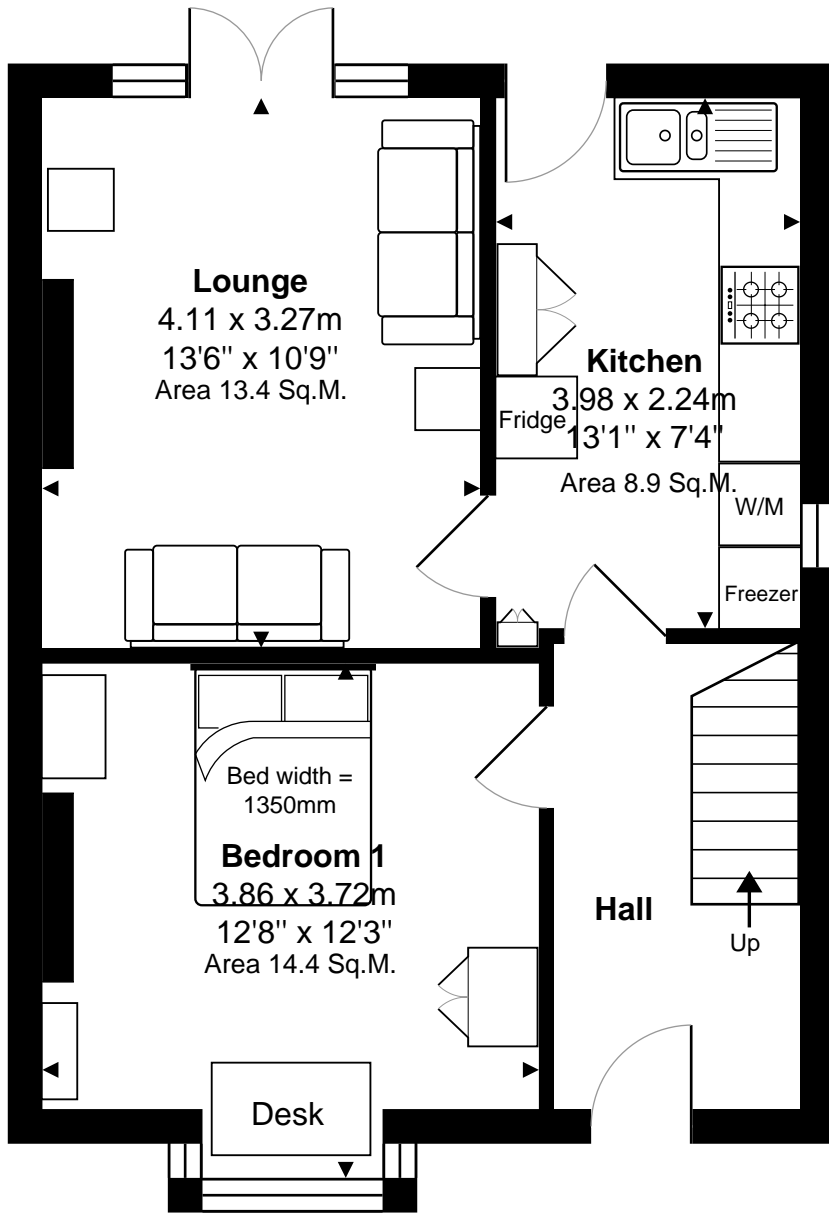 Lounge
4.11 x 3.27m
13'6" x 10'9"
Area 13.4 Sq.M.
Kitchen
3.98 x 2.24m
13'1" x 7'4"
Area 8.9 Sq.M.
Fridge
W/M
Freezer
Bed width =
1350mm
Bedroom 1
3.86 x 3.72m
12'8" x 12'3"
Area 14.4 Sq.M.
Hall
Up
Desk